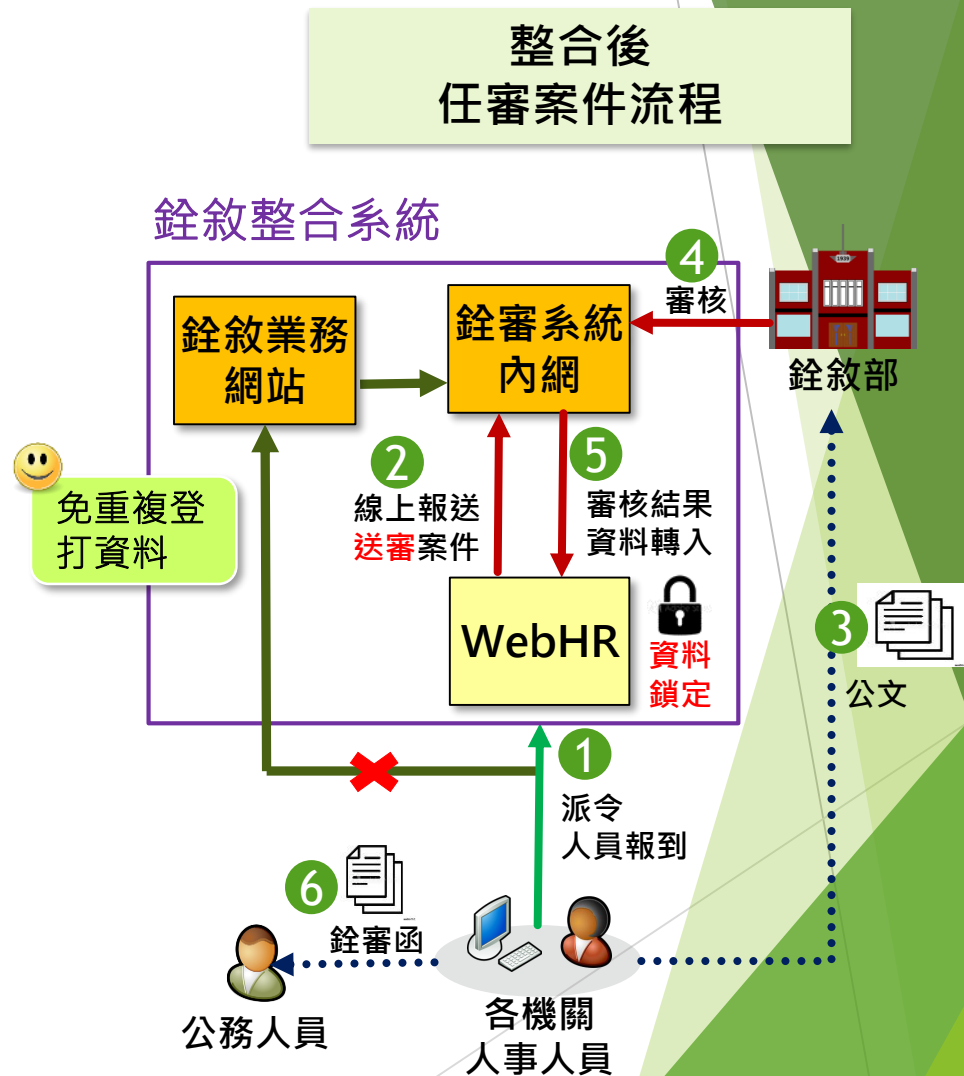 整合後
任審案件流程
銓敘整合系統
4
審核
1939
銓敘業務
網站
銓審系統
內網
銓敘部
免重複登
打資料
2
線上報送
送審案件
5
審核結果
資料轉入
WebHR
資料
鎖定
3
公文
1
派令
人員報到
6
銓審函
公務人員
各機關
人事人員